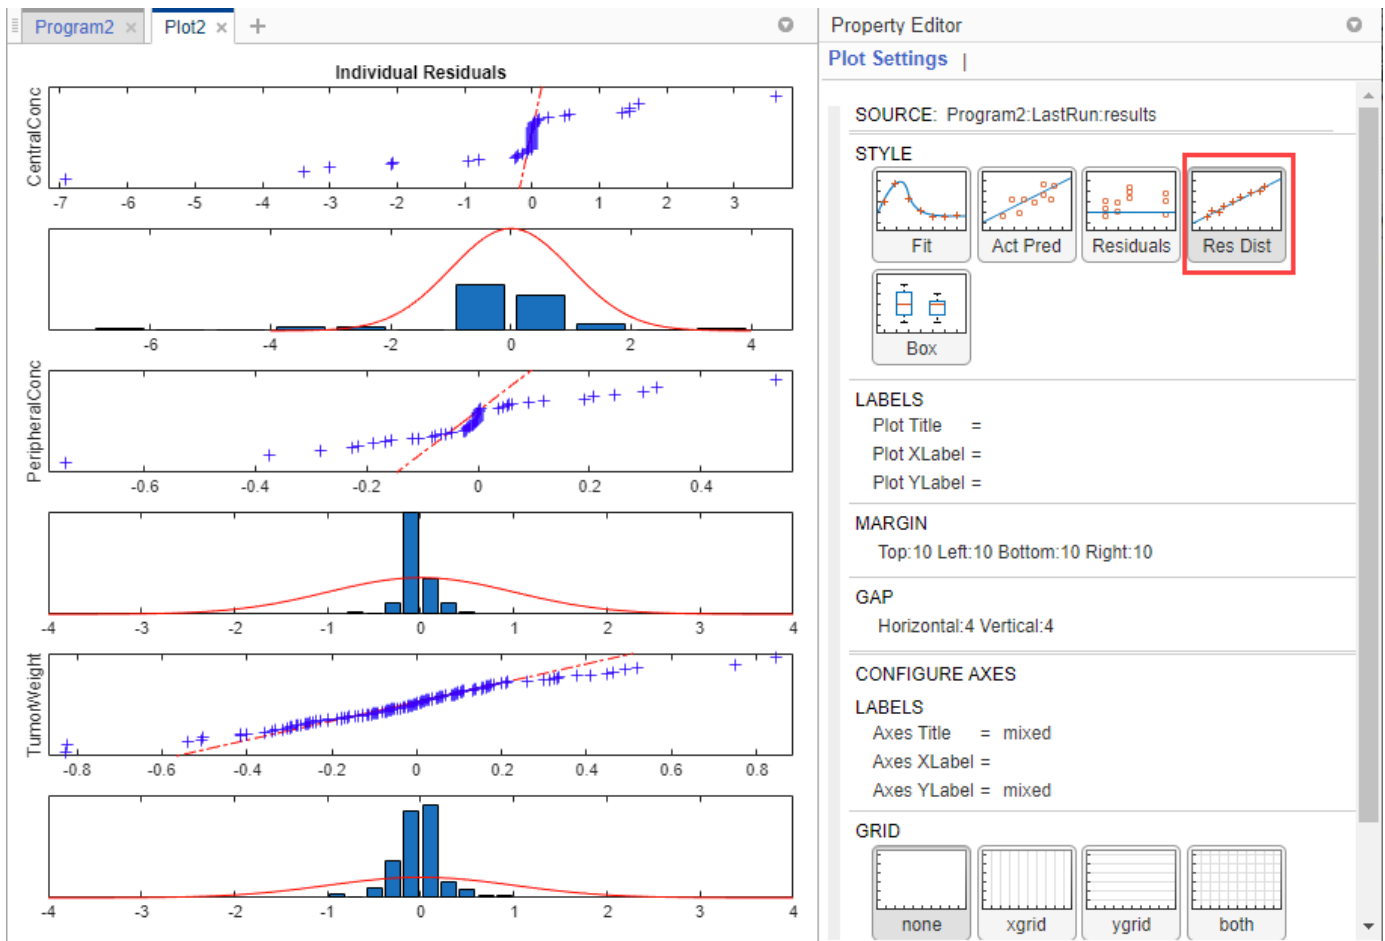 Program2 ×
Plot2 ×
+
Individual Residuals
CentralConc
-7 -6 -5 -4 -3 -2 -1 0 1 2 3
-6 -4 -2 0 2 4
PeripheralConc
-0.6 -0.4 -0.2 0 0.2 0.4
-4 -3 -2 -1 0 1 2 3 4
TumorWeight
-0.8 -0.6 -0.4 -0.2 0 0.2 0.4 0.6 0.8
-4 -3 -2 -1 0 1 2 3 4
Property Editor
Plot Settings |
SOURCE: Program2:LastRun:results
STYLE
Fit Act Pred Residuals Res Dist
Box
LABELS
Plot Title =
Plot XLabel =
Plot YLabel =
MARGIN
Top:10 Left:10 Bottom:10 Right:10
GAP
Horizontal:4 Vertical:4
CONFIGURE AXES
LABELS
Axes Title = mixed
Axes XLabel =
Axes YLabel = mixed
GRID
none xgrid ygrid both